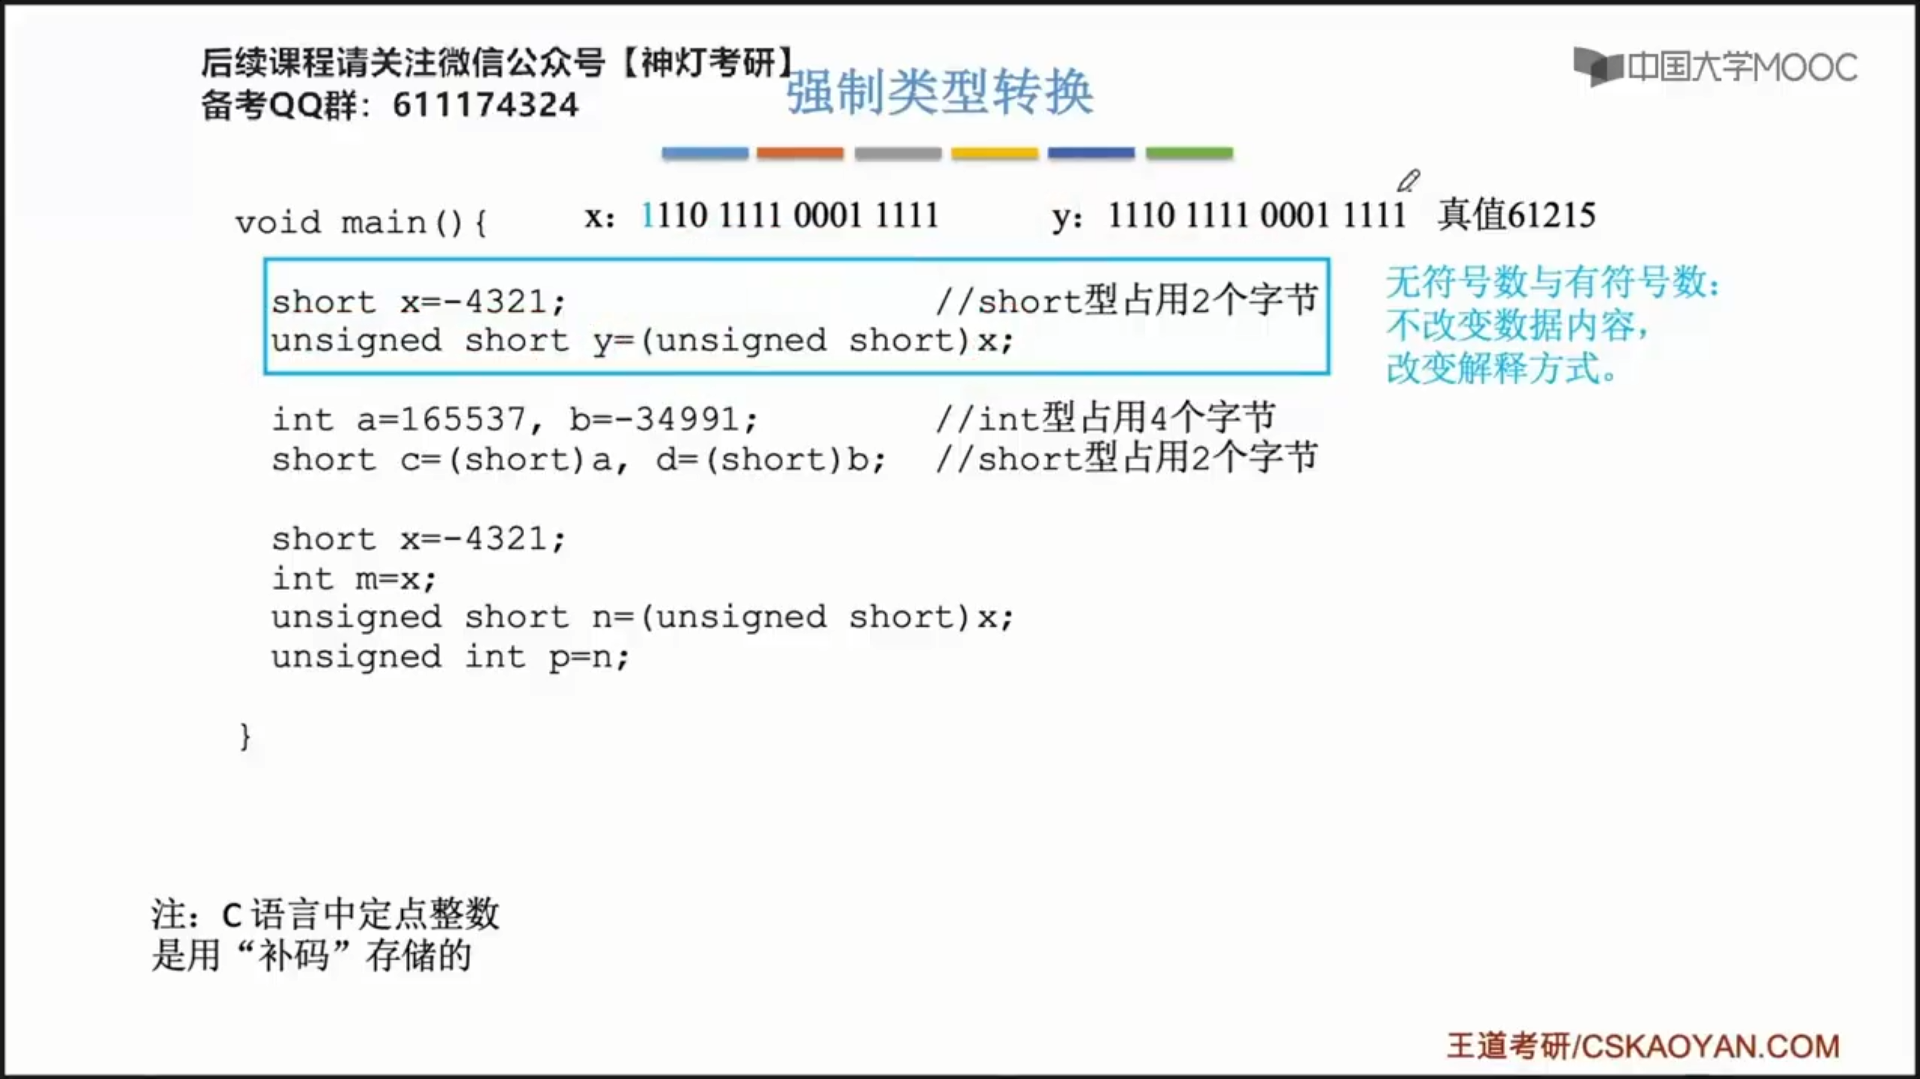 后续课程请关注微信公众号【神灯考研】
备考QQ群：611174324
中国大学MOOC
强制类型转换
void main(){
x：1110 1111 0001 1111
y：1110 1111 0001 1111 真值61215
short x=-4321; //short型占用2个字节
unsigned short y=(unsigned short)x;
无符号数与有符号数：
不改变数据内容，
改变解释方式。
int a=165537, b=-34991; //int型占用4个字节
short c=(short)a, d=(short)b; //short型占用2个字节
short x=-4321;
int m=x;
unsigned short n=(unsigned short)x;
unsigned int p=n;
}
注：C 语言中定点整数
是用“补码”存储的
王道考研/CSKAOYAN.COM